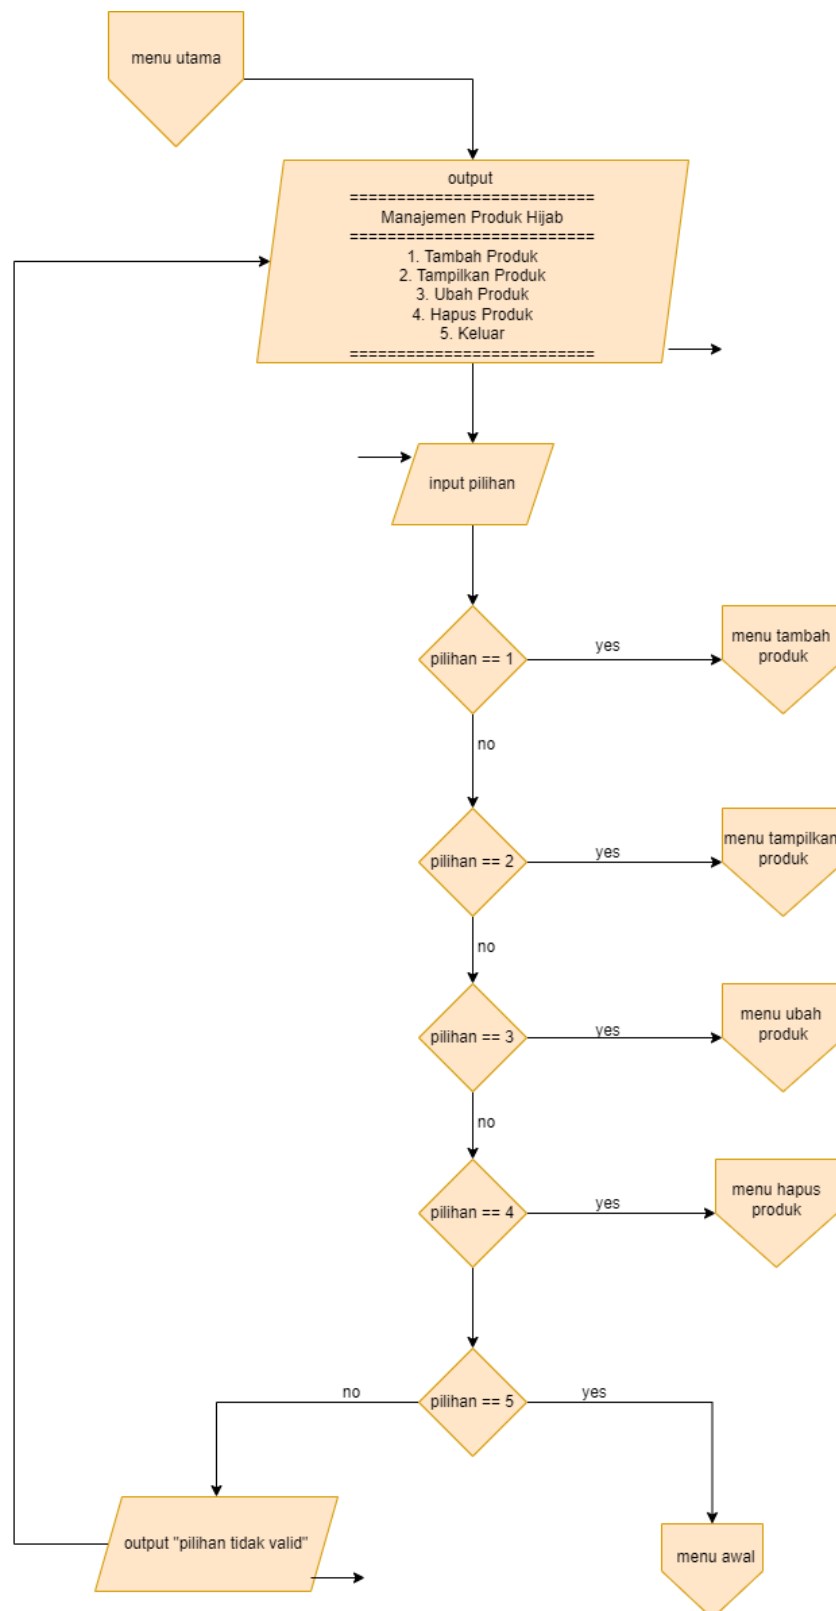 menu utama
output
==========================
Manajemen Produk Hijab
==========================
1. Tambah Produk
2. Tampilkan Produk
3. Ubah Produk
4. Hapus Produk
5. Keluar
==========================
input pilihan
pilihan == 1
yes
menu tambah
produk
no
pilihan == 2
yes
menu tampilkan
produk
no
pilihan == 3
yes
menu ubah
produk
no
pilihan == 4
yes
menu hapus
produk
no
pilihan == 5
yes
output "pilihan tidak valid"
menu awal